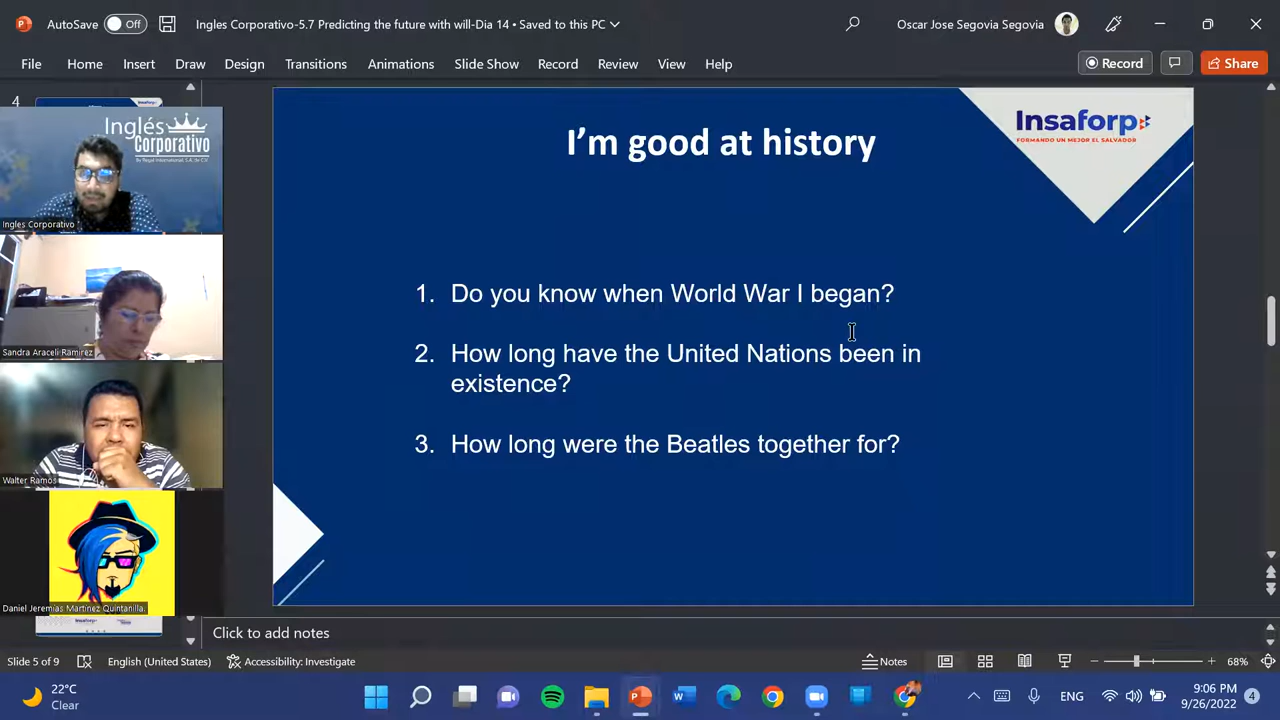 AutoSave Off Ingles Corporativo-5.7 Predicting the future with will-Dia 14 • Saved to this PC Oscar Jose Segovia Segovia
File Home Insert Draw Design Transitions Animations Slide Show Record Review View Help Record Share
4
Inglés
Corporativo
Ingles Corporativo
Sandra Araceli Ramirez
Walter Ramos
Daniel Jeremías Martínez Quintanilla.
Insaforp
FORMANDO UN MEJOR EL SALVADOR
I'm good at history
1. Do you know when World War I began?
2. How long have the United Nations been in
existence?
3. How long were the Beatles together for?
Click to add notes
Slide 5 of 9 English (United States) Accessibility: Investigate Notes 68%
22°C
Clear
ENG
9:06 PM
9/26/2022
4